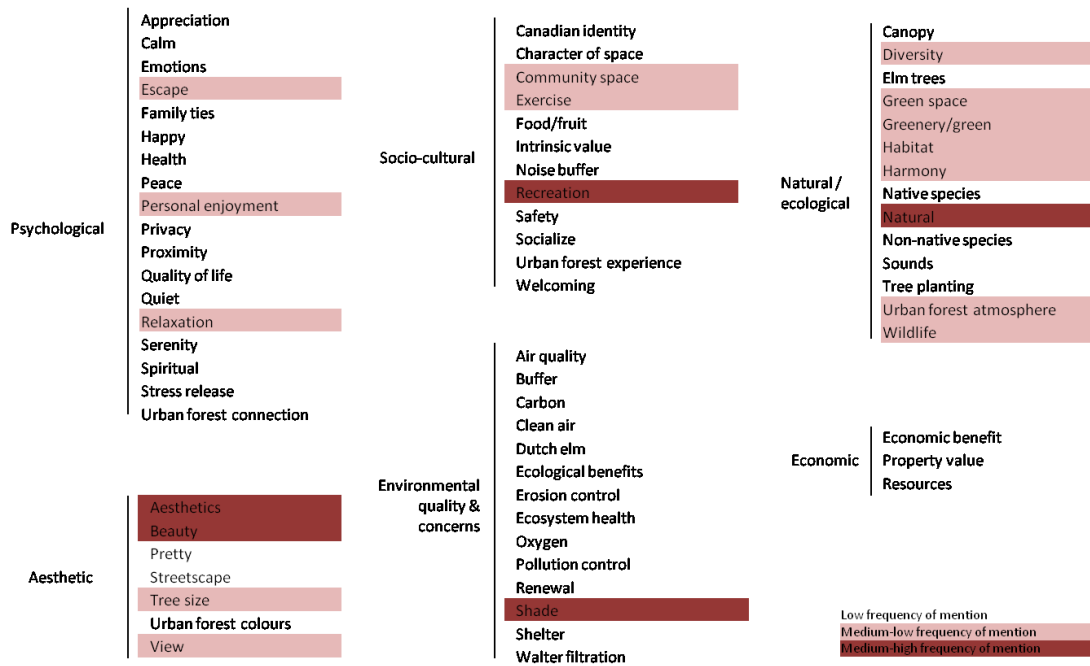 Psychological
Appreciation
Calm
Emotions
Escape
Family ties
Happy
Health
Peace
Personal enjoyment
Privacy
Proximity
Quality of life
Quiet
Relaxation
Serenity
Spiritual
Stress release
Urban forest connection
Aesthetic
Aesthetics
Beauty
Pretty
Streetscape
Tree size
Urban forest colours
View
Socio-cultural
Canadian identity
Character of space
Community space
Exercise
Food/fruit
Intrinsic value
Noise buffer
Recreation
Safety
Socialize
Urban forest experience
Welcoming
Environmental
quality &
concerns
Air quality
Buffer
Carbon
Clean air
Dutch elm
Ecological benefits
Erosion control
Ecosystem health
Oxygen
Pollution control
Renewal
Shade
Shelter
Walter filtration
Natural /
ecological
Canopy
Diversity
Elm trees
Green space
Greenery/green
Habitat
Harmony
Native species
Natural
Non-native species
Sounds
Tree planting
Urban forest atmosphere
Wildlife
Economic
Economic benefit
Property value
Resources
Low frequency of mention
Medium-low frequency of mention
Medium-high frequency of mention